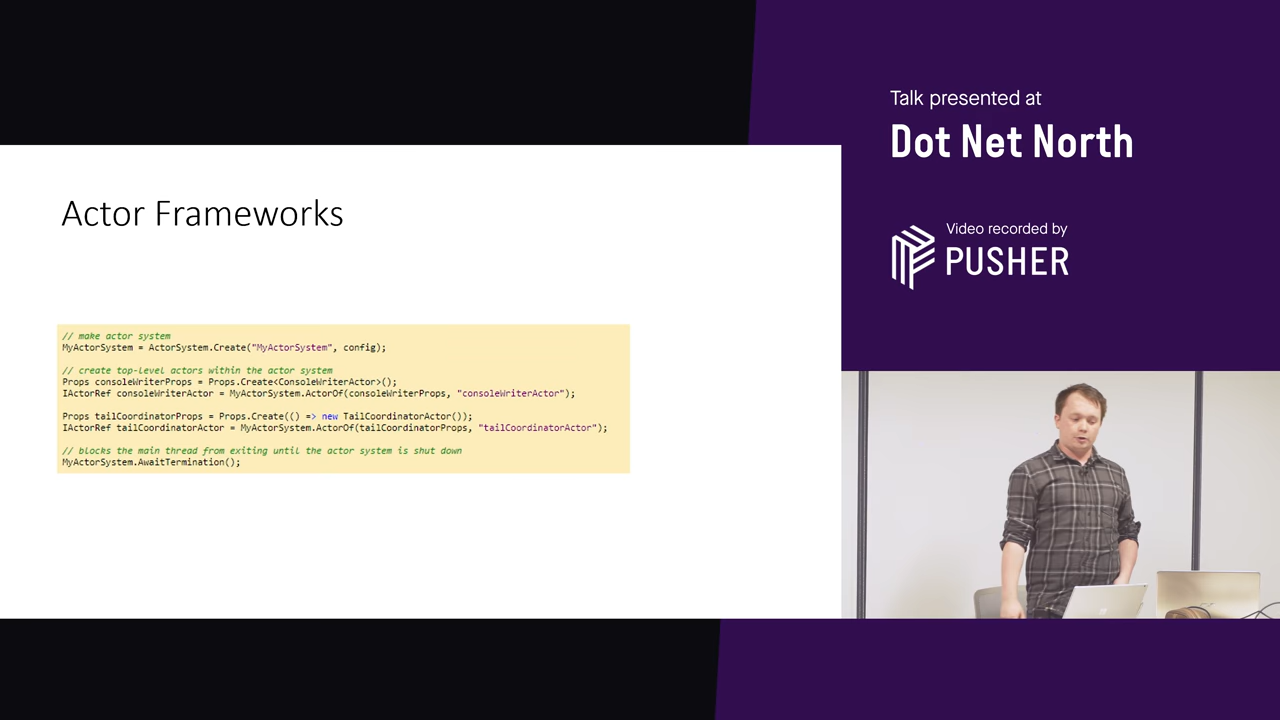 Talk presented at
Dot Net North
Video recorded by
PUSHER
Actor Frameworks
// make actor system
MyActorSystem = ActorSystem.Create("MyActorSystem", config);
// create top-level actors within the actor system
Props consoleWriterProps = Props.Create<ConsoleWriterActor>();
IActorRef consoleWriterActor = MyActorSystem.ActorOf(consoleWriterProps, "consoleWriterActor");
Props tailCoordinatorProps = Props.Create(() => new TailCoordinatorActor());
IActorRef tailCoordinatorActor = MyActorSystem.ActorOf(tailCoordinatorProps, "tailCoordinatorActor");
// blocks the main thread from exiting until the actor system is shut down
MyActorSystem.AwaitTermination();